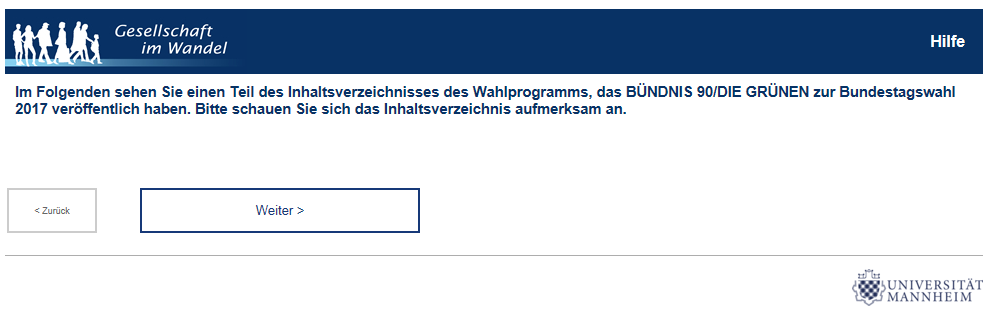 Gesellschaft
im Wandel
Hilfe
Im Folgenden sehen Sie einen Teil des Inhaltsverzeichnisses des Wahlprogramms, das BÜNDNIS 90/DIE GRÜNEN zur Bundestagswahl
2017 veröffentlich haben. Bitte schauen Sie sich das Inhaltsverzeichnis aufmerksam an.
< Zurück
Weiter >
UNIVERSITÄT
MANNHEIM